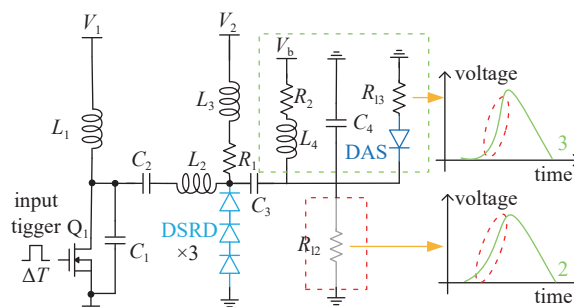 V1
V2
Vb
voltage
L3
R2
Rl3
L1
L4
C4
DAS
3
C2
L2
R1
time
C3
voltage
input
tigger
Q1
DSRD
×3
C1
Rl2
ΔT
2
time